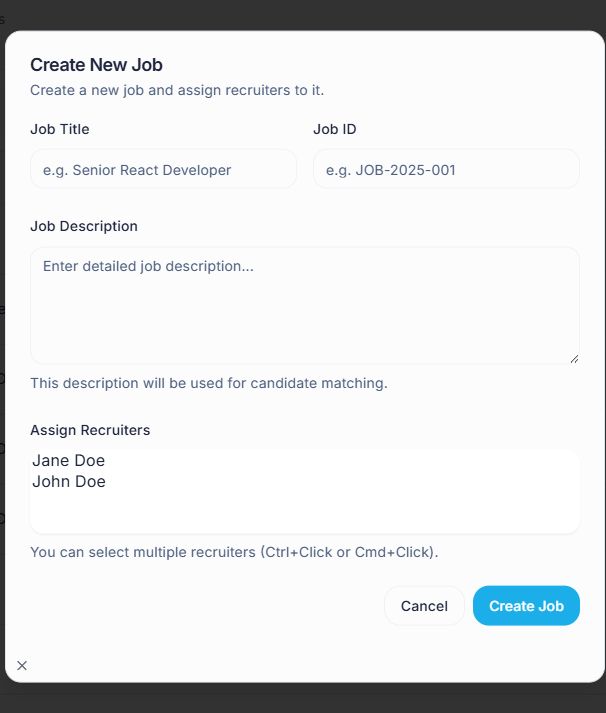 s
Create New Job
Create a new job and assign recruiters to it.
Job Title
Job ID
e.g. Senior React Developer
e.g. JOB-2025-001
Job Description
Enter detailed job description...
This description will be used for candidate matching.
Assign Recruiters
Jane Doe
John Doe
You can select multiple recruiters (Ctrl+Click or Cmd+Click).
Cancel
Create Job